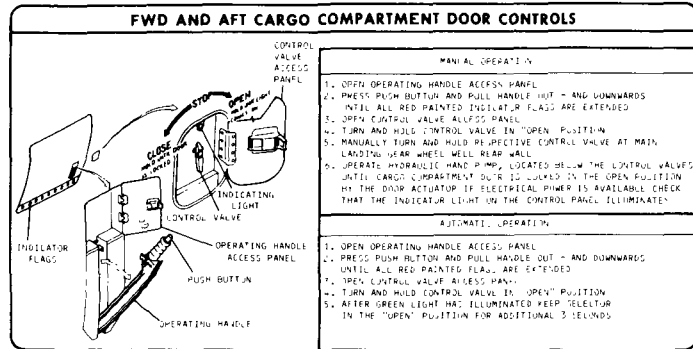 FWD AND AFT CARGO COMPARTMENT DOOR CONTROLS
CONTROL
VALVE
ACCESS
PANEL
STOP
OPEN
HOLD
LIGHT
CLOSE
HOLD UNTIL DOOR
IS LOCKED
INDICATING
LIGHT
CONTROL VALVE
INDICATOR
FLAGS
OPERATING HANDLE
ACCESS PANEL
PUSH BUTTON
OPERATING HANDLE
MANUAL OPERATION
1. OPEN OPERATING HANDLE ACCESS PANEL
2. PRESS PUSH BUTTON AND PULL HANDLE OUT - AND DOWNWARDS
UNTIL ALL RED PAINTED INDICATOR FLAGS ARE EXTENDED
3. OPEN CONTROL VALVE ACCESS PANEL
4. TURN AND HOLD CONTROL VALVE IN "OPEN" POSITION
5. MANUALLY TURN AND HOLD RESPECTIVE CONTROL VALVE AT MAIN
LANDING GEAR WHEEL WELL REAR WALL
6. OPERATE HYDRAULIC HAND PUMP, LOCATED BELOW THE CONTROL VALVES
UNTIL CARGO COMPARTMENT DOOR IS LOCKED IN THE OPEN POSITION
BY THE DOOR ACTUATOR IF ELECTRICAL POWER IS AVAILABLE CHECK
THAT THE INDICATOR LIGHT ON THE CONTROL PANEL ILLUMINATES
AUTOMATIC OPERATION
1. OPEN OPERATING HANDLE ACCESS PANEL
2. PRESS PUSH BUTTON AND PULL HANDLE OUT - AND DOWNWARDS
UNTIL ALL RED PAINTED FLAGS ARE EXTENDED
3. OPEN CONTROL VALVE ACCESS PANEL
4. TURN AND HOLD CONTROL VALVE IN "OPEN" POSITION
5. AFTER GREEN LIGHT HAS ILLUMINATED KEEP SELECTOR
IN THE "OPEN" POSITION FOR ADDITIONAL 3 SECONDS